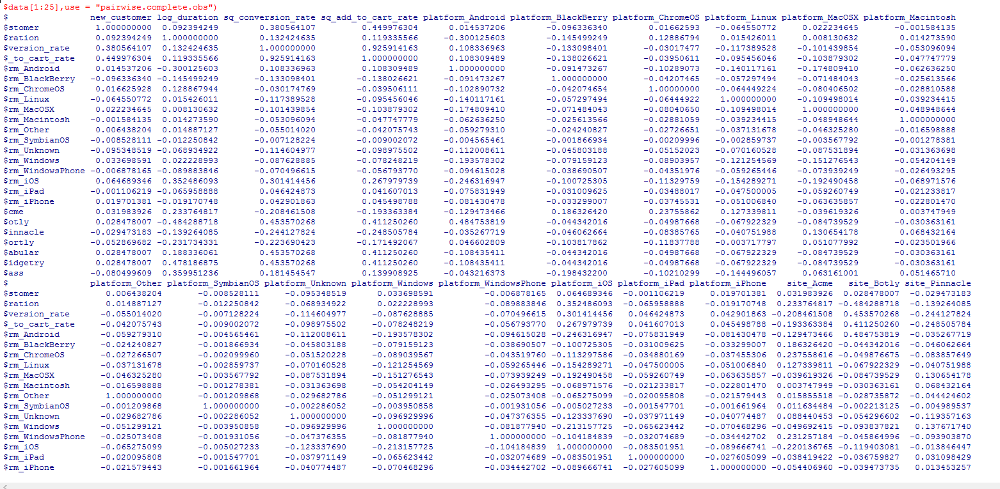 $data[1:25],use = "pairwise.complete.obs")
$ new_customer log_duration sq_conversion_rate sq_add_to_cart_rate platform_Android platform_BlackBerry platform_ChromeOS platform_Linux platform_MacOSX platform_Macintosh
$stomer 1.000000000 0.092394249 0.380564107 0.449976304 0.014537206 -0.096336340 0.01662593 -0.064550772 0.022234645 -0.001584135
$ration 0.092394249 1.000000000 0.132424635 0.119335566 -0.300125603 -0.145499249 0.12886794 0.015426011 0.008130632 0.014273590
$version_rate 0.380564107 0.132424635 1.000000000 0.925914163 0.108336963 -0.133098401 -0.03017477 -0.117389528 -0.101439854 -0.053096094
$_to_cart_rate 0.449976304 0.119335566 0.925914163 1.000000000 0.108309489 -0.138026621 -0.03950611 -0.095456046 -0.103879302 -0.047747779
$rm_Android 0.014537206 -0.300125603 0.108336963 0.108309489 1.000000000 -0.091473267 -0.10289073 -0.140117161 -0.174809410 -0.062636250
$rm_BlackBerry -0.096336340 -0.145499249 -0.133098401 -0.138026621 -0.091473267 1.000000000 -0.04207465 -0.057297494 -0.071484043 -0.025613566
$rm_ChromeOS 0.016625928 0.128867944 -0.030174769 -0.039506111 -0.102890732 -0.042074654 1.00000000 -0.064449224 -0.080406502 -0.028810588
$rm_Linux -0.064550772 0.015426011 -0.117389528 -0.095456046 -0.140117161 -0.057297494 -0.06444922 1.000000000 -0.109498014 -0.039234415
$rm_MacOSX 0.022234645 0.008130632 -0.101439854 -0.103879302 -0.174809410 -0.071484043 -0.08040650 -0.109498014 1.000000000 -0.048948644
$rm_Macintosh -0.001584135 0.014273590 -0.053096094 -0.047747779 -0.062636250 -0.025613566 -0.02881059 -0.039234415 -0.048948644 1.000000000
$rm_Other 0.006438204 0.014887127 -0.055014020 -0.042075743 -0.059279310 -0.024240827 -0.02726651 -0.037131678 -0.046325280 -0.016598888
$rm_SymbianOS -0.008528111 -0.012250842 -0.007128224 -0.009002072 -0.004565461 -0.001866934 -0.00209996 -0.002859737 -0.003567792 -0.001278381
$rm_Unknown -0.095348519 -0.068934922 -0.114604977 -0.098975502 -0.112008611 -0.045803188 -0.05152023 -0.070160528 -0.087531894 -0.031363698
$rm_Windows 0.033698591 0.022228993 -0.087628885 -0.078248219 -0.193578302 -0.079159123 -0.08903957 -0.121254569 -0.151276543 -0.054204149
$rm_WindowsPhone -0.006878165 -0.089883846 -0.070496615 -0.056793770 -0.094615028 -0.038690507 -0.04351976 -0.059265446 -0.073939249 -0.026493295
$rm_iOS 0.064689346 0.352486093 0.301414456 0.267979739 -0.246316947 -0.100725305 -0.11329759 -0.154289271 -0.192490458 -0.068971576
$rm_iPad -0.001106219 -0.065958888 0.046424873 0.041607013 -0.075831949 -0.031009625 -0.03488017 -0.047500005 -0.059260749 -0.021233817
$rm_iPhone 0.019701381 -0.019170748 0.042901863 0.045498788 -0.081430478 -0.033299007 -0.03745531 -0.051006840 -0.063635857 -0.022801470
$cme 0.031983926 0.233764817 -0.208461508 -0.193363384 -0.129473466 0.186326420 0.23755862 0.127339811 -0.039619326 0.003747949
$otly 0.028478007 -0.484288718 0.453570268 0.411250260 0.484753819 -0.044342016 -0.04987668 -0.067922329 -0.084739529 -0.030363161
$innacle -0.029473183 -0.139264085 -0.244127824 -0.248505784 -0.035267719 -0.046062664 -0.08385765 -0.040751988 0.130654178 0.068432164
$ortly -0.052869682 -0.231734331 -0.223690423 -0.171492067 0.046602809 -0.103817862 -0.11837788 -0.003717797 0.051077992 -0.023501966
$abular 0.028478007 0.188336061 0.453570268 0.411250260 -0.108435411 -0.044342016 -0.04987668 -0.067922329 -0.084739529 -0.030363161
$idgetry 0.028478007 0.478186875 0.453570268 0.411250260 -0.108435411 -0.044342016 -0.04987668 -0.067922329 -0.084739529 -0.030363161
$ass -0.080499609 0.359951236 0.181454547 0.139908925 -0.043216373 -0.198432200 -0.10210299 -0.144496057 0.063161001 0.051465710
$ platform_Other platform_SymbianOS platform_Unknown platform_Windows platform_WindowsPhone platform_iOS platform_iPad platform_iPhone site_Acme site_Botly site_Pinnacle
$stomer 0.006438204 -0.008528111 -0.095348519 0.033698591 -0.006878165 0.064689346 -0.001106219 0.019701381 0.031983926 0.028478007 -0.029473183
$ration 0.014887127 -0.012250842 -0.068934922 0.022228993 -0.089883846 0.352486093 -0.065958888 -0.019170748 0.233764817 -0.484288718 -0.139264085
$version_rate -0.055014020 -0.007128224 -0.114604977 -0.087628885 -0.070496615 0.301414456 0.046424873 0.042901863 -0.208461508 0.453570268 -0.244127824
$_to_cart_rate -0.042075743 -0.009002072 -0.098975502 -0.078248219 -0.056793770 0.267979739 0.041607013 0.045498788 -0.193363384 0.411250260 -0.248505784
$rm_Android -0.059279310 -0.004565461 -0.112008611 -0.193578302 -0.094615028 -0.246316947 -0.075831949 -0.081430478 -0.129473466 0.484753819 -0.035267719
$rm_BlackBerry -0.024240827 -0.001866934 -0.045803188 -0.079159123 -0.038690507 -0.100725305 -0.031009625 -0.033299007 0.186326420 -0.044342016 -0.046062664
$rm_ChromeOS -0.027266507 -0.002099960 -0.051520228 -0.089039567 -0.043519760 -0.113297586 -0.034880169 -0.037455306 0.237558616 -0.049876675 -0.083857649
$rm_Linux -0.037131678 -0.002859737 -0.070160528 -0.121254569 -0.059265446 -0.154289271 -0.047500005 -0.051006840 0.127339811 -0.067922329 -0.040751988
$rm_MacOSX -0.046325280 -0.003567792 -0.087531894 -0.151276543 -0.073939249 -0.192490458 -0.059260749 -0.063635857 -0.039619326 -0.084739529 0.130654178
$rm_Macintosh -0.016598888 -0.001278381 -0.031363698 -0.054204149 -0.026493295 -0.068971576 -0.021233817 -0.022801470 0.003747949 -0.030363161 0.068432164
$rm_Other 1.000000000 -0.001209868 -0.029682786 -0.051299121 -0.025073408 -0.065275099 -0.020095808 -0.021579443 0.015855518 -0.028735872 -0.044424602
$rm_SymbianOS -0.001209868 1.000000000 -0.002286052 -0.003950858 -0.001931056 -0.005027233 -0.001547701 -0.001661964 0.011634484 -0.002213125 -0.004989537
$rm_Unknown -0.029682786 -0.002286052 1.000000000 -0.096929996 -0.047376355 -0.123337690 -0.037971149 -0.040774487 0.088440453 -0.054296602 -0.119357163
$rm_Windows -0.051299121 -0.003950858 -0.096929996 1.000000000 -0.081877940 -0.213157725 -0.065623442 -0.070468296 -0.049692415 -0.093837821 0.137671740
$rm_WindowsPhone -0.025073408 -0.001931056 -0.047376355 -0.081877940 1.000000000 -0.104184839 -0.032074689 -0.034442702 0.231257184 -0.045864996 -0.093903870
$rm_iOS -0.065275099 -0.005027233 -0.123337690 -0.213157725 -0.104184839 1.000000000 -0.083501951 -0.089666741 -0.220136765 -0.119403081 -0.013846447
$rm_iPad -0.020095808 -0.001547701 -0.037971149 -0.065623442 -0.032074689 -0.083501951 1.000000000 -0.027605099 -0.038419422 -0.036759827 0.031098429
$rm_iPhone -0.021579443 -0.001661964 -0.040774487 -0.070468296 -0.034442702 -0.089666741 -0.027605099 1.000000000 -0.054406960 -0.039473735 0.013453257